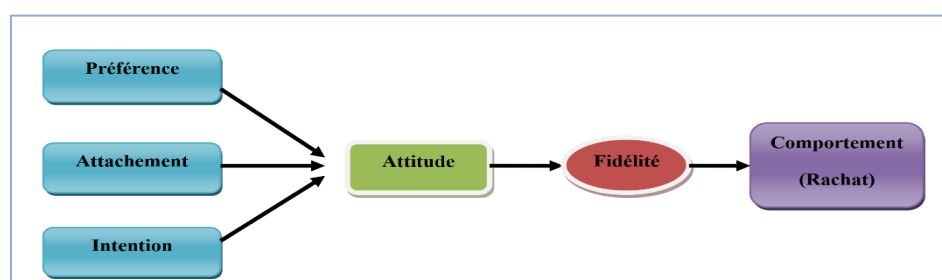 Préférence
Attachement
Intention
Attitude
Fidélité
Comportement
(Rachat)